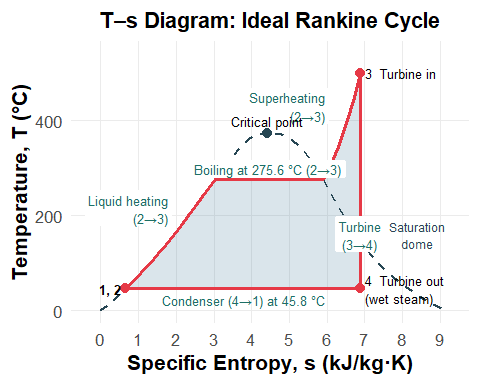 T–s Diagram: Ideal Rankine Cycle
Temperature, T (°C)
400
200
0
3 Turbine in
Superheating
(2→3)
Critical point
Boiling at 275.6 °C (2→3)
Liquid heating
(2→3)
Turbine
(3→4)
Saturation
dome
1, 2
4 Turbine out
(wet steam)
Condenser (4→1) at 45.8 °C
0 1 2 3 4 5 6 7 8 9
Specific Entropy, s (kJ/kg·K)